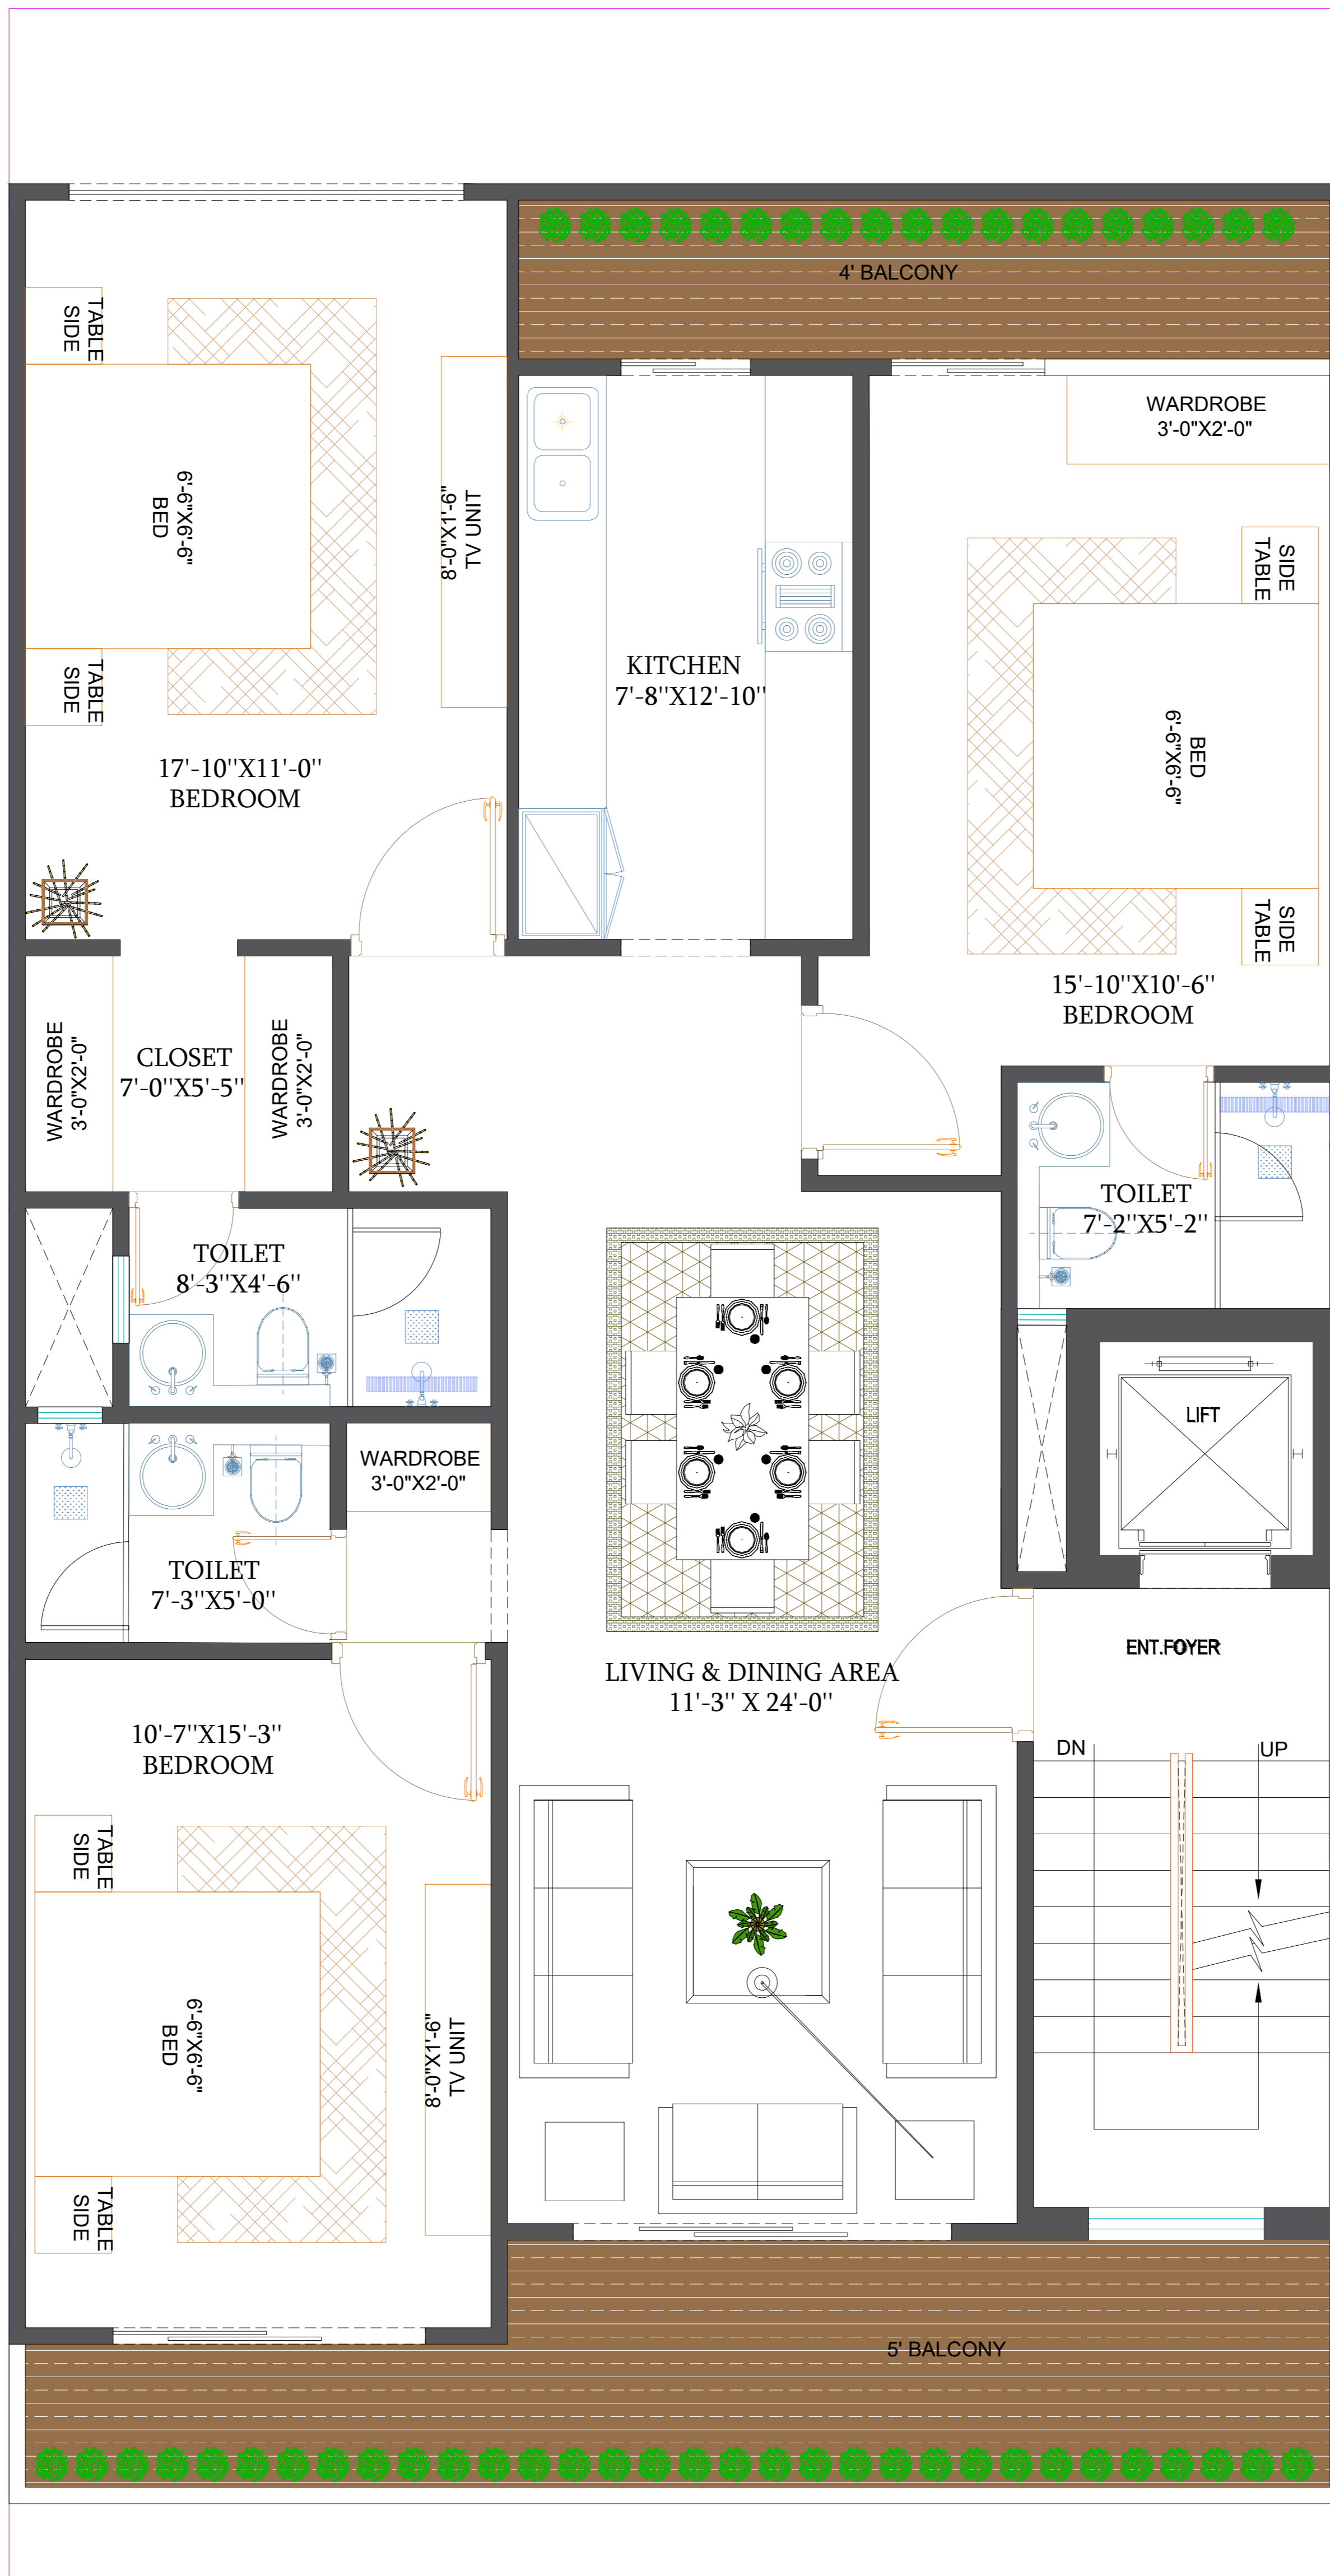 4' BALCONY
WARDROBE
3'-0"X2'-0"
SIDE
TABLE
6'-6"X6'-6"
BED
8'-0"X1'-6"
TV UNIT
SIDE
TABLE
SIDE
TABLE
KITCHEN
7'-8''X12'-10''
BED
6'-6"X6'-6"
17'-10''X11'-0''
BEDROOM
SIDE
TABLE
15'-10''X10'-6''
BEDROOM
WARDROBE
3'-0"X2'-0"
CLOSET
7'-0''X5'-5''
WARDROBE
3'-0"X2'-0"
TOILET
7'-2''X5'-2''
TOILET
8'-3''X4'-6''
LIFT
WARDROBE
3'-0"X2'-0"
TOILET
7'-3''X5'-0''
ENT.FOYER
LIVING & DINING AREA
11'-3'' X 24'-0''
10'-7''X15'-3''
BEDROOM
DN
UP
SIDE
TABLE
6'-6"X6'-6"
BED
8'-0"X1'-6"
TV UNIT
SIDE
TABLE
5' BALCONY